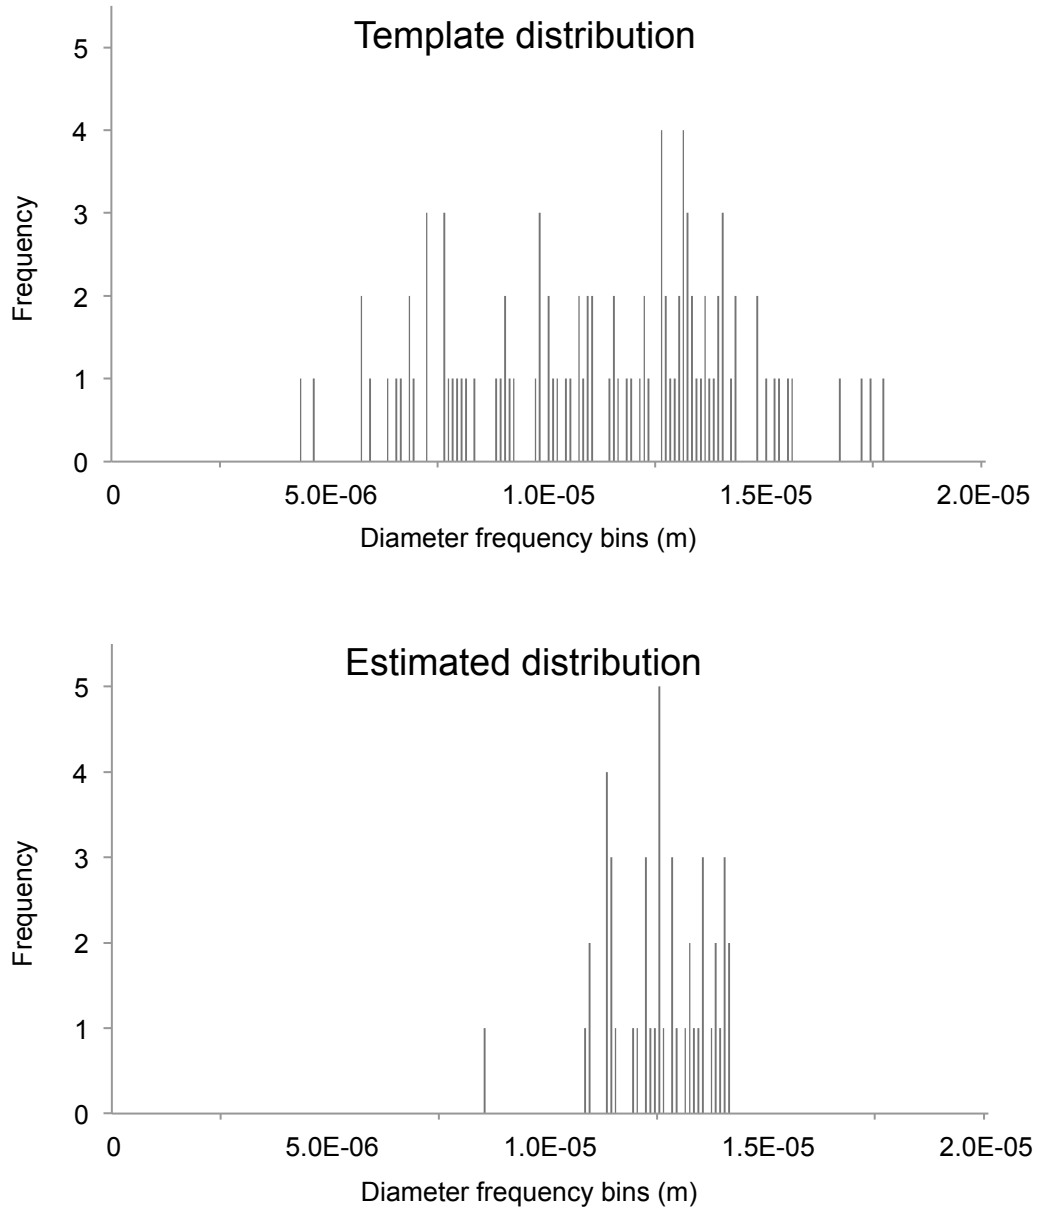 Template distribution
5
4
3
2
1
0
Frequency
0 5.0E-06 1.0E-05 1.5E-05 2.0E-05
Diameter frequency bins (m)
Estimated distribution
5
4
3
2
1
0
Frequency
0 5.0E-06 1.0E-05 1.5E-05 2.0E-05
Diameter frequency bins (m)